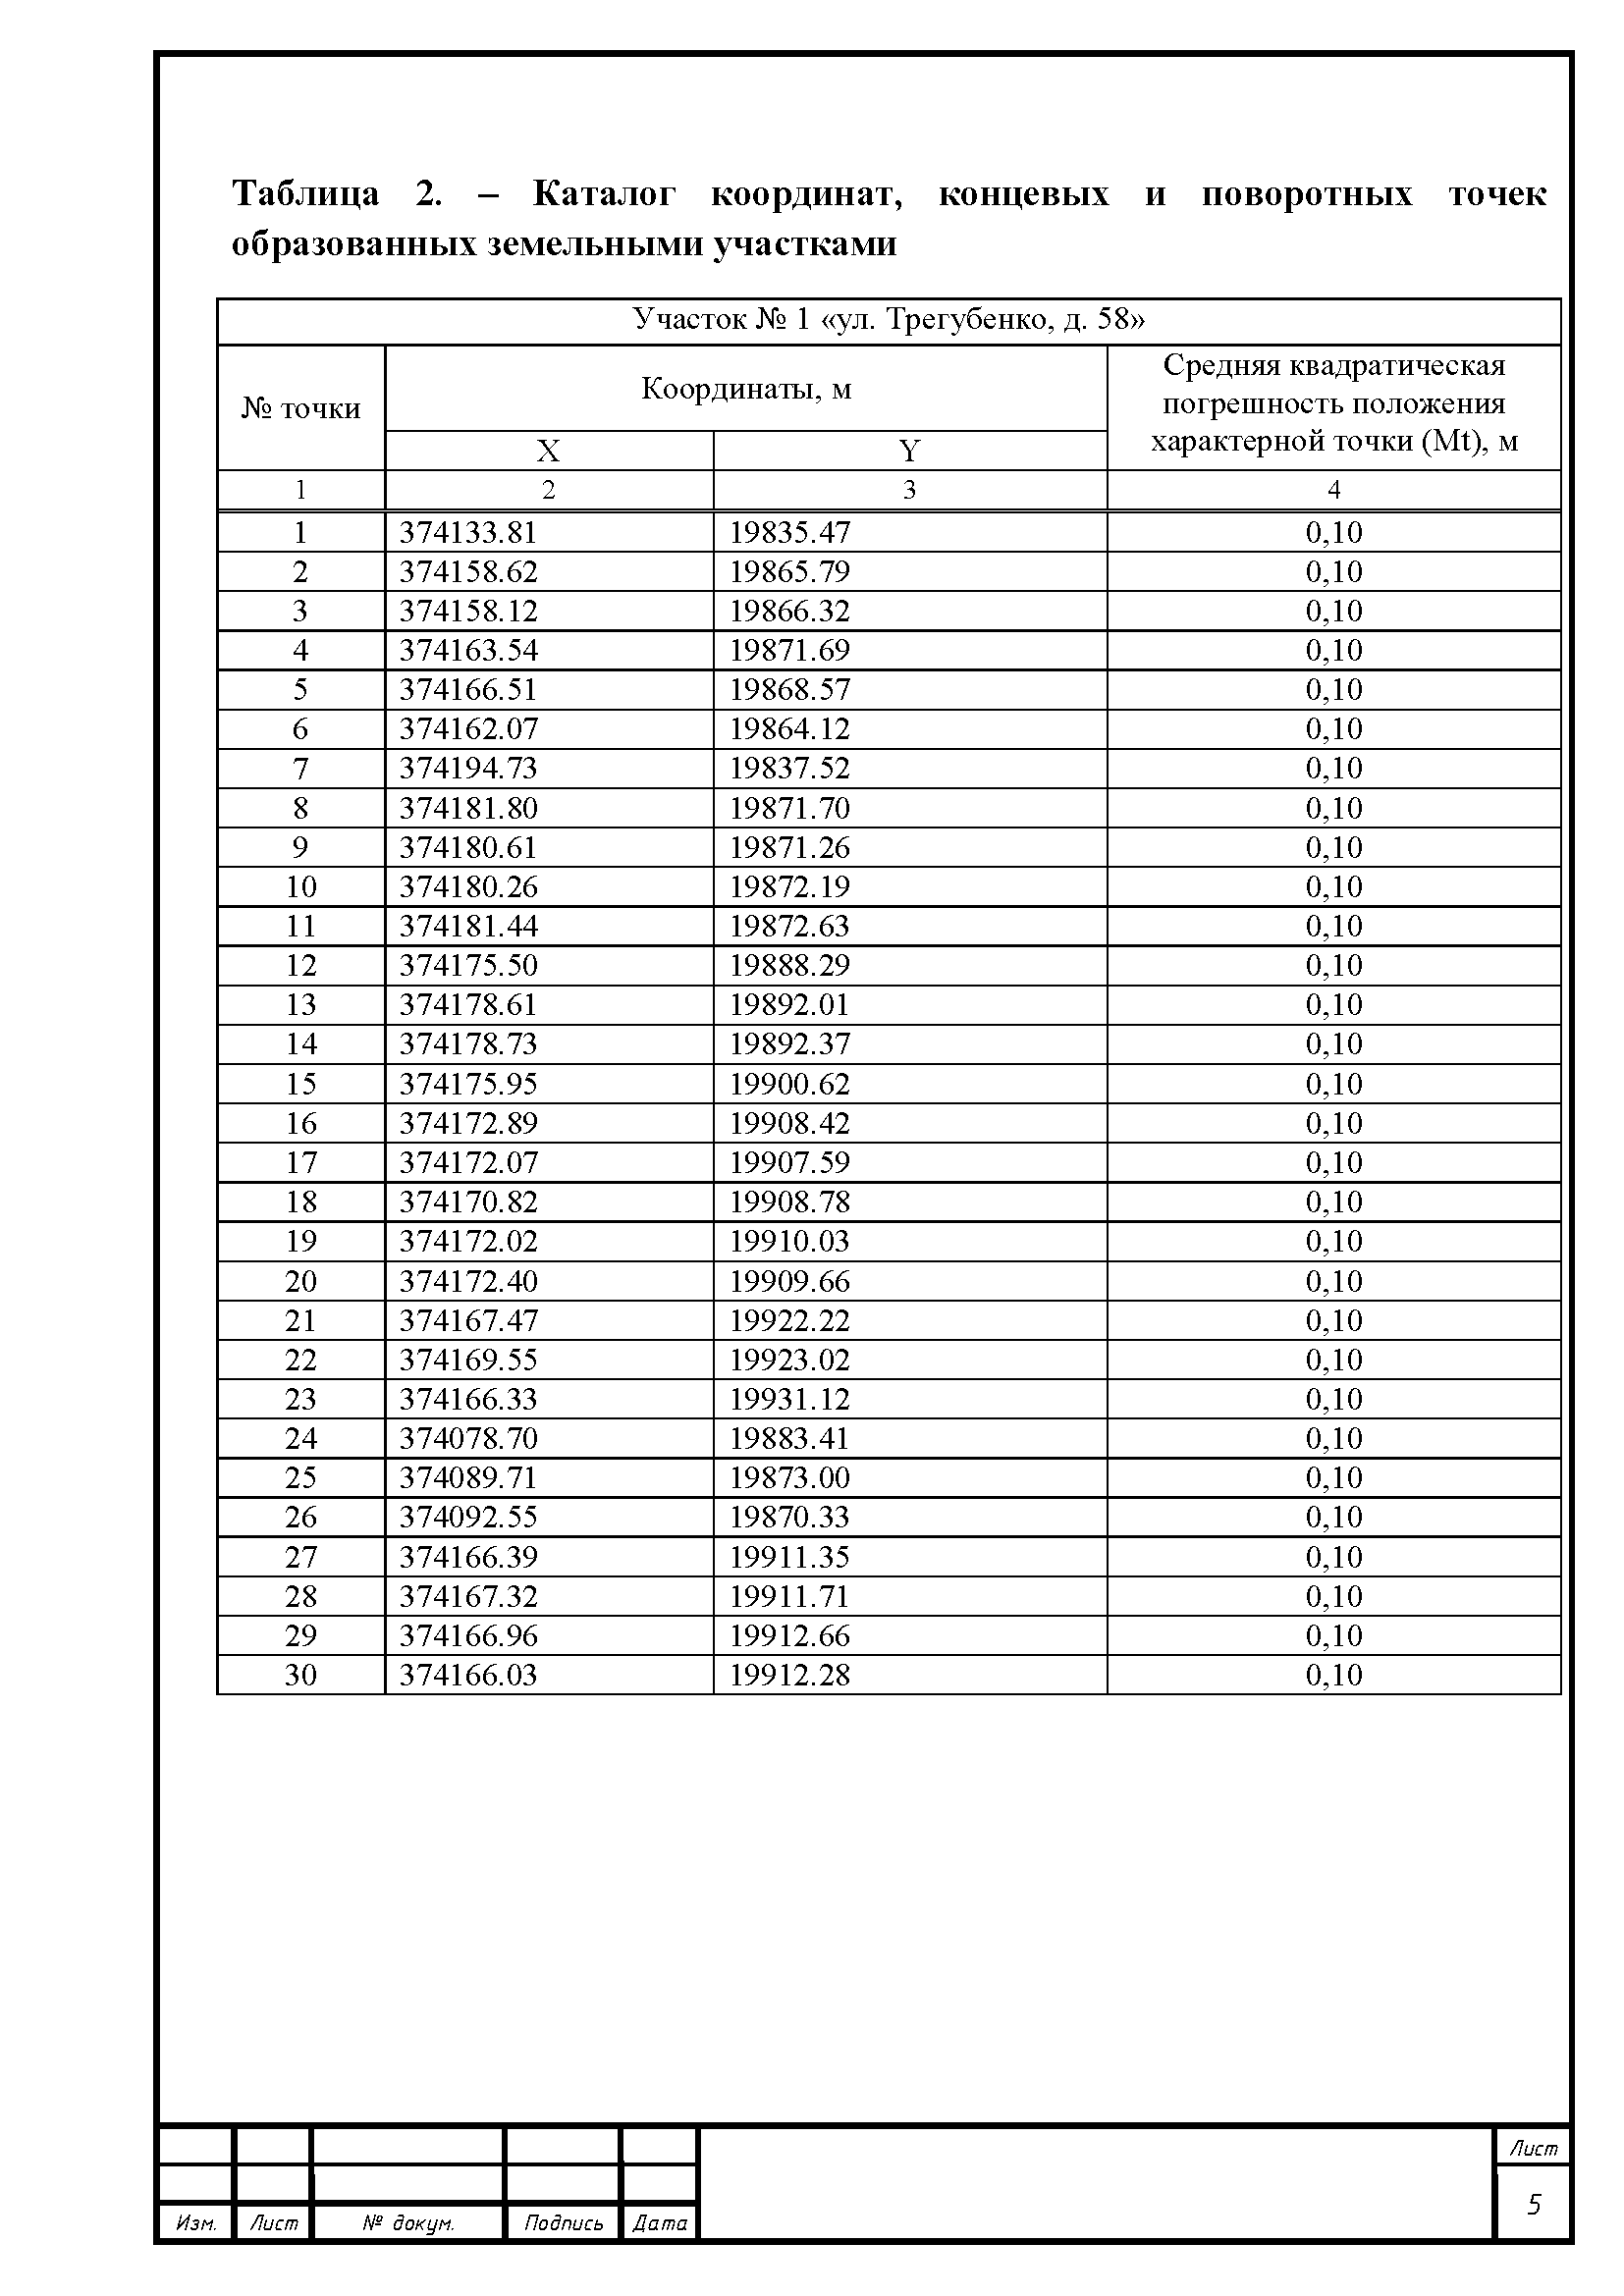 Таблица 2. – Каталог координат, концевых и поворотных точек
образованных земельными участками
Участок № 1 «ул. Трегубенко, д. 58»
№ точки Координаты, м Средняя квадратическая
погрешность положения
характерной точки (Mt), м
X Y
1 2 3 4
1 374133.81 19835.47 0,10
2 374158.62 19865.79 0,10
3 374158.12 19866.32 0,10
4 374163.54 19871.69 0,10
5 374166.51 19868.57 0,10
6 374162.07 19864.12 0,10
7 374194.73 19837.52 0,10
8 374181.80 19871.70 0,10
9 374180.61 19871.26 0,10
10 374180.26 19872.19 0,10
11 374181.44 19872.63 0,10
12 374175.50 19888.29 0,10
13 374178.61 19892.01 0,10
14 374178.73 19892.37 0,10
15 374175.95 19900.62 0,10
16 374172.89 19908.42 0,10
17 374172.07 19907.59 0,10
18 374170.82 19908.78 0,10
19 374172.02 19910.03 0,10
20 374172.40 19909.66 0,10
21 374167.47 19922.22 0,10
22 374169.55 19923.02 0,10
23 374166.33 19931.12 0,10
24 374078.70 19883.41 0,10
25 374089.71 19873.00 0,10
26 374092.55 19870.33 0,10
27 374166.39 19911.35 0,10
28 374167.32 19911.71 0,10
29 374166.96 19912.66 0,10
30 374166.03 19912.28 0,10
Лист
5
Изм. Лист № докум. Подпись Дата